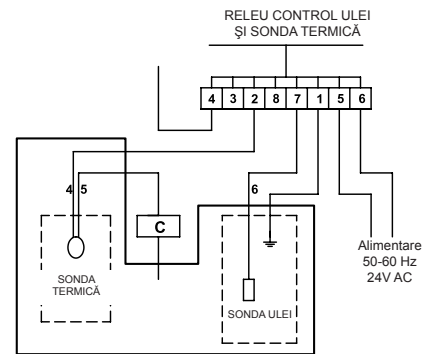 RELEU CONTROL ULEI
ŞI SONDA TERMICĂ
4 3 2 8 7 1 5 6
4 5
6
C
SONDA
TERMICĂ
SONDA ULEI
Alimentare
50-60 Hz
24V AC